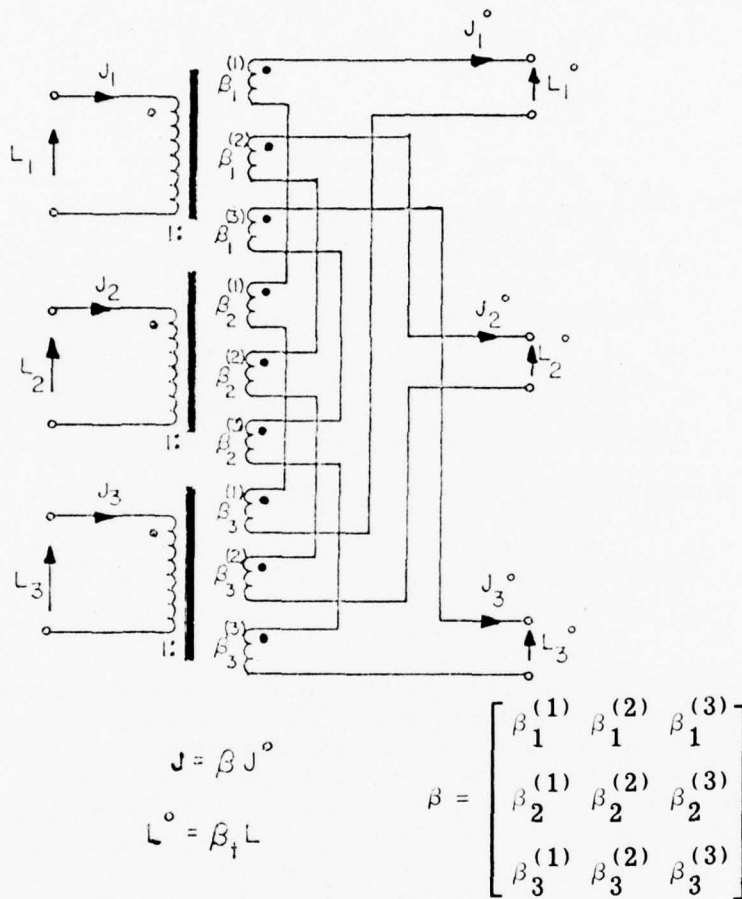 J₁°
J₁
β₁⁽¹⁾
L₁°
β₁⁽²⁾
L₁
β₁⁽³⁾
1:
J₂
β₂⁽¹⁾
J₂°
L₂
β₂⁽²⁾
L₂°
β₂
1:
J₃
β₃⁽¹⁾
L₃
β₃⁽²⁾
J₃°
1:
β₃⁽³⁾
L₃°
J = β J°
L° = β† L
β = [ β₁⁽¹⁾ β₁⁽²⁾ β₁⁽³⁾
β₂⁽¹⁾ β₂⁽²⁾ β₂⁽³⁾
β₃⁽¹⁾ β₃⁽²⁾ β₃⁽³⁾ ]